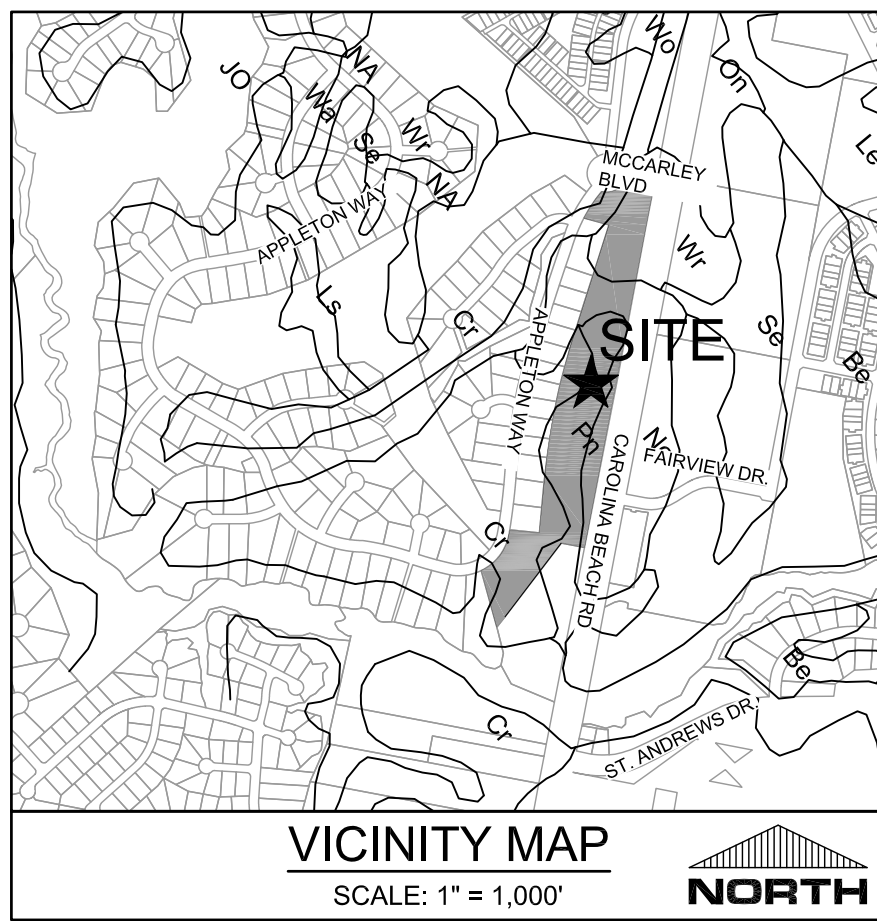 Wo
NA
JO
On
Wa
Se
Wr
Le
MCCARLEY
BLVD
NA
APPLETON WAY
Wr
Ls
Cr
SITE
Se
APPLETON WAY
Be
Pn
No
CAROLINA BEACH RD
FAIRVIEW DR.
Cr
Be
Cr
ST. ANDREWS DR.
VICINITY MAP
SCALE: 1" = 1,000'
NORTH